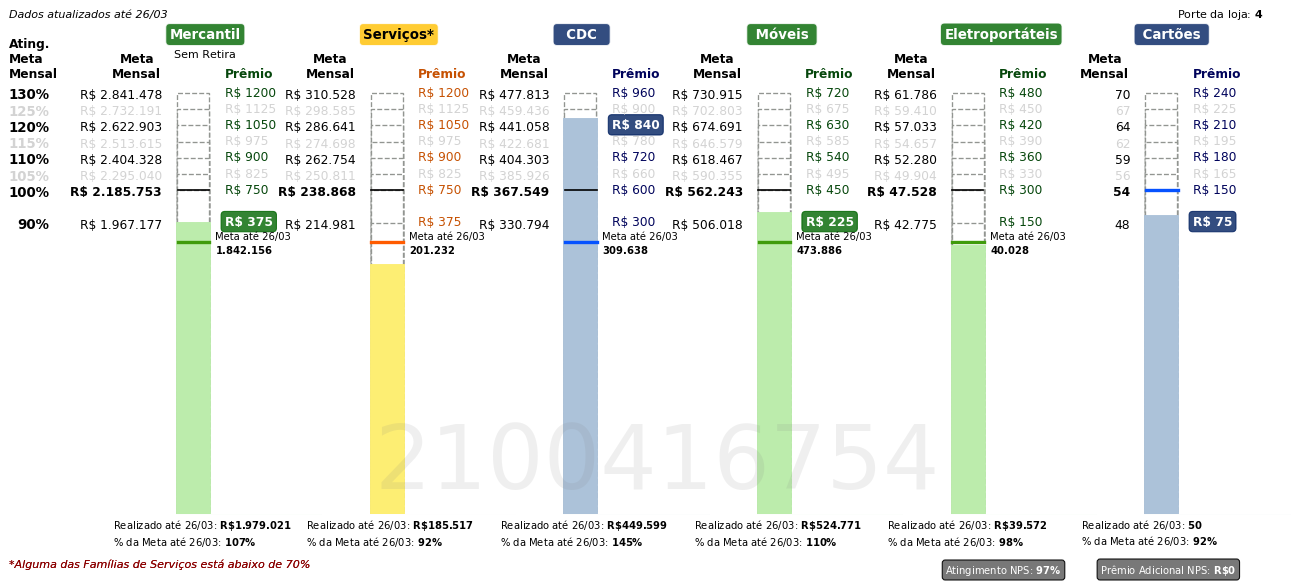 Dados atualizados até 26/03
Porte da loja: 4
Mercantil Serviços* CDC Móveis Eletroportáteis Cartões
Sem Retira
Ating.
Meta Meta Meta Meta Meta Meta Meta
Mensal Mensal Prêmio Mensal Prêmio Mensal Prêmio Mensal Prêmio Mensal Prêmio Mensal Prêmio
130% R$ 2.841.478 R$ 1200 R$ 310.528 R$ 1200 R$ 477.813 R$ 960 R$ 730.915 R$ 720 R$ 61.786 R$ 480 70 R$ 240
125% R$ 2.732.191 R$ 1125 R$ 298.585 R$ 1125 R$ 459.436 R$ 900 R$ 702.803 R$ 675 R$ 59.410 R$ 450 67 R$ 225
120% R$ 2.622.903 R$ 1050 R$ 286.641 R$ 1050 R$ 441.058 R$ 840 R$ 674.691 R$ 630 R$ 57.033 R$ 420 64 R$ 210
115% R$ 2.513.615 R$ 975 R$ 274.698 R$ 975 R$ 422.681 R$ 780 R$ 646.579 R$ 585 R$ 54.657 R$ 390 62 R$ 195
110% R$ 2.404.328 R$ 900 R$ 262.754 R$ 900 R$ 404.303 R$ 720 R$ 618.467 R$ 540 R$ 52.280 R$ 360 59 R$ 180
105% R$ 2.295.040 R$ 825 R$ 250.811 R$ 825 R$ 385.926 R$ 660 R$ 590.355 R$ 495 R$ 49.904 R$ 330 56 R$ 165
100% R$ 2.185.753 R$ 750 R$ 238.868 R$ 750 R$ 367.549 R$ 600 R$ 562.243 R$ 450 R$ 47.528 R$ 300 54 R$ 150
90% R$ 1.967.177 R$ 375 R$ 214.981 R$ 375 R$ 330.794 R$ 300 R$ 506.018 R$ 225 R$ 42.775 R$ 150 48 R$ 75
Meta até 26/03 Meta até 26/03 Meta até 26/03 Meta até 26/03 Meta até 26/03
1.842.156 201.232 309.638 473.886 40.028
2100416754
Realizado até 26/03: R$1.979.021 Realizado até 26/03: R$185.517 Realizado até 26/03: R$449.599 Realizado até 26/03: R$524.771 Realizado até 26/03: R$39.572 Realizado até 26/03: 50
% da Meta até 26/03: 107% % da Meta até 26/03: 92% % da Meta até 26/03: 145% % da Meta até 26/03: 110% % da Meta até 26/03: 98% % da Meta até 26/03: 92%
*Alguma das Famílias de Serviços está abaixo de 70%
Atingimento NPS: 97% Prêmio Adicional NPS: R$0